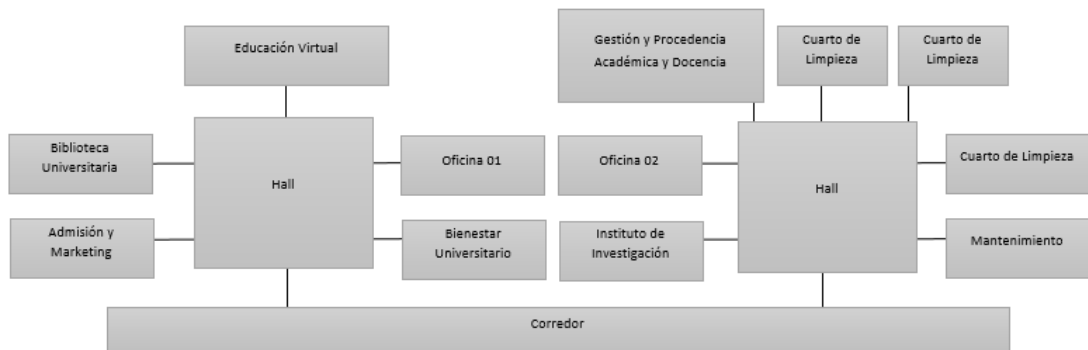 Educación Virtual
Gestión y Procedencia
Académica y Docencia
Cuarto de
Limpieza
Cuarto de
Limpieza
Biblioteca
Universitaria
Hall
Oficina 01
Oficina 02
Hall
Cuarto de Limpieza
Admisión y
Marketing
Bienestar
Universitario
Instituto de
Investigación
Mantenimiento
Corredor